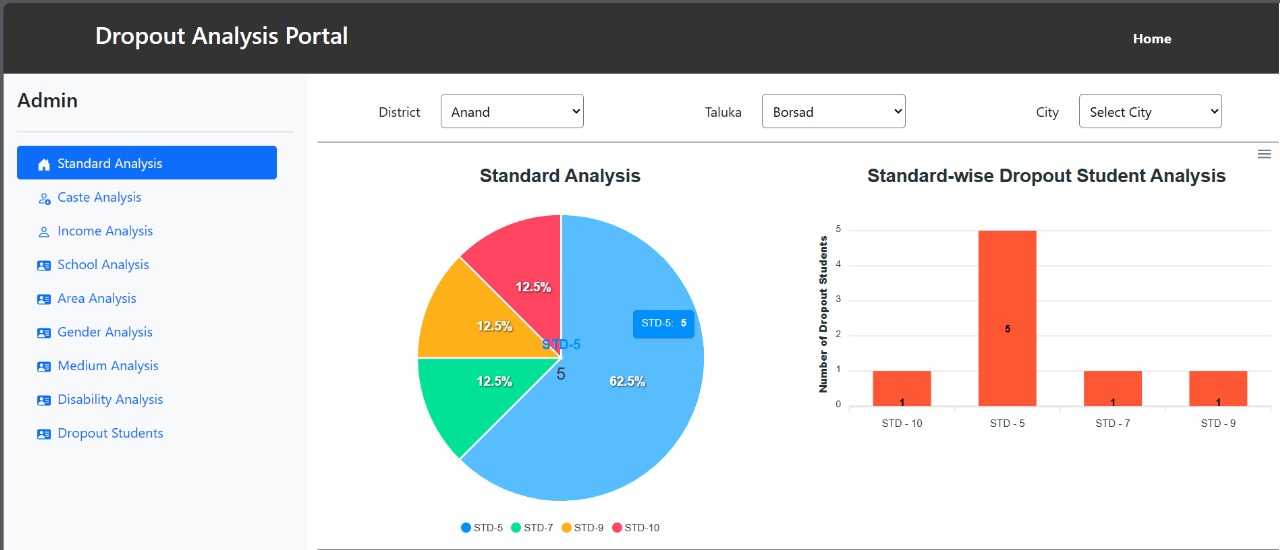 Dropout Analysis Portal
Home
Admin
Standard Analysis
Caste Analysis
Income Analysis
School Analysis
Area Analysis
Gender Analysis
Medium Analysis
Disability Analysis
Dropout Students
District Anand Taluka Borsad City Select City
Standard Analysis
12.5%
12.5%
STD-5: 5
STD-5
5
12.5%
62.5%
STD-5 STD-7 STD-9 STD-10
Standard-wise Dropout Student Analysis
Number of Dropout Students
5
4
3
2
1
0
1
5
1
1
STD - 10 STD - 5 STD - 7 STD - 9